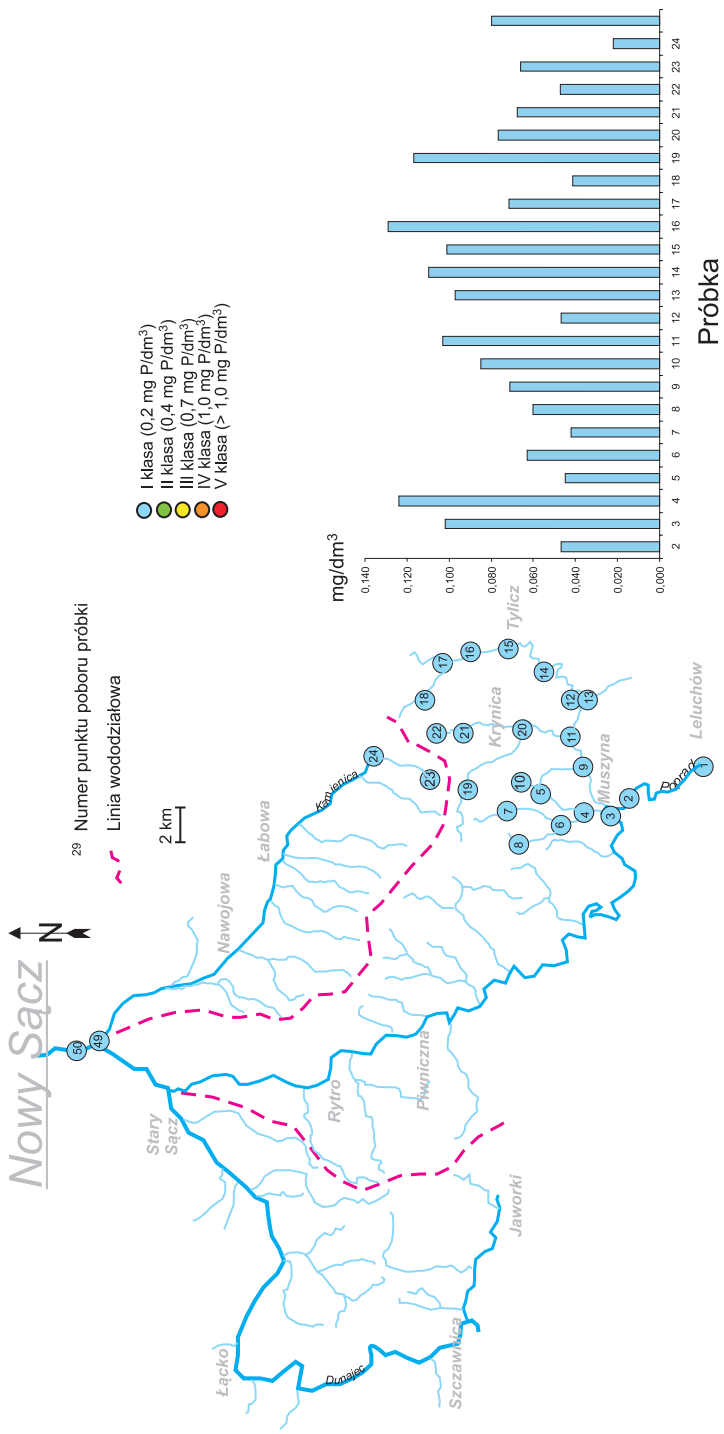 Nowy Sącz
N
29 Numer punktu poboru próbki
Linia wododziałowa
2 km
I klasa (0,2 mg P/dm³)
II klasa (0,4 mg P/dm³)
III klasa (0,7 mg P/dm³)
IV klasa (1,0 mg P/dm³)
V klasa (> 1,0 mg P/dm³)
50
49
Stary
Sącz
Nawojowa
Łabowa
Kamienica
Łącko
Dunajec
Rytro
Piwniczna
Szczawnica
Jaworki
24
23
18
17
22
16
21
19
Krynica
20
15
Tylicz
10
7
5
14
8
6
9
11
12
13
4
3
2
Muszyna
Poprad
1
Leluchów
mg/dm³
0,140
0,120
0,100
0,080
0,060
0,040
0,020
0,000
2 3 4 5 6 7 8 9 10 11 12 13 14 15 16 17 18 19 20 21 22 23 24
Próbka